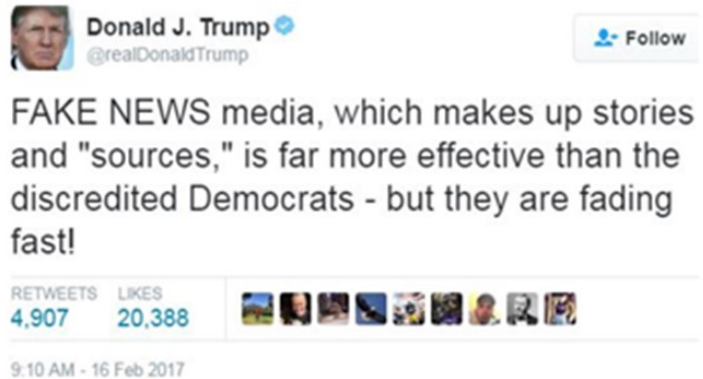 Donald J. Trump
@realDonaldTrump
Follow
FAKE NEWS media, which makes up stories
and "sources," is far more effective than the
discredited Democrats - but they are fading
fast!
RETWEETS LIKES
4,907 20,388
9:10 AM - 16 Feb 2017